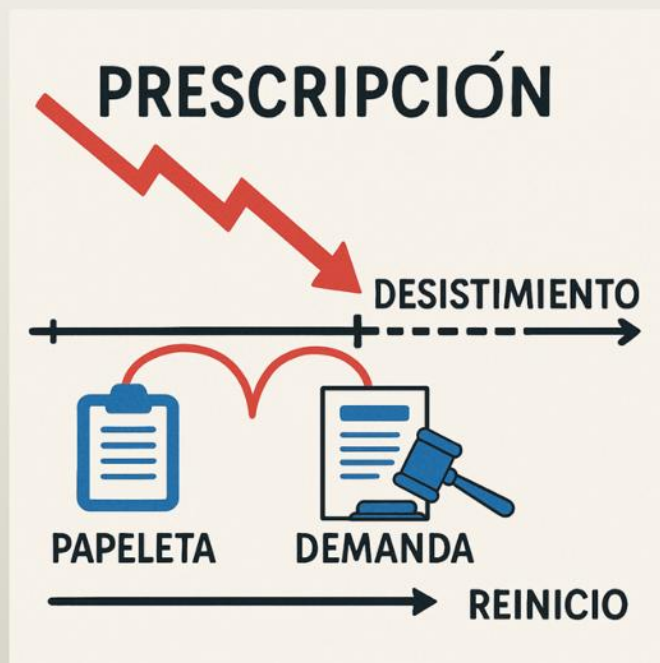 PRESCRIPCIÓN
DESISTIMIENTO
PAPELETA
DEMANDA
REINICIO